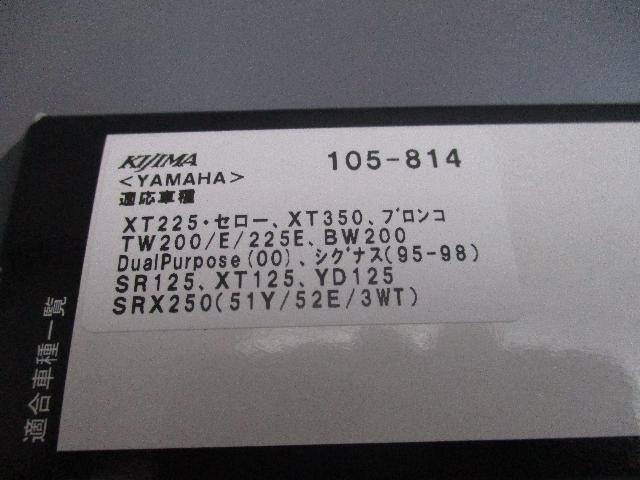 KIJIMA 105-814
<YAMAHA>
適応車種
XT225・セロー、XT350、ブロンコ
TW200/E/225E、BW200
DualPurpose(00)、シグナス(95-98)
SR125、XT125、YD125
SRX250(51Y/52E/3WT)
適合車種一覧